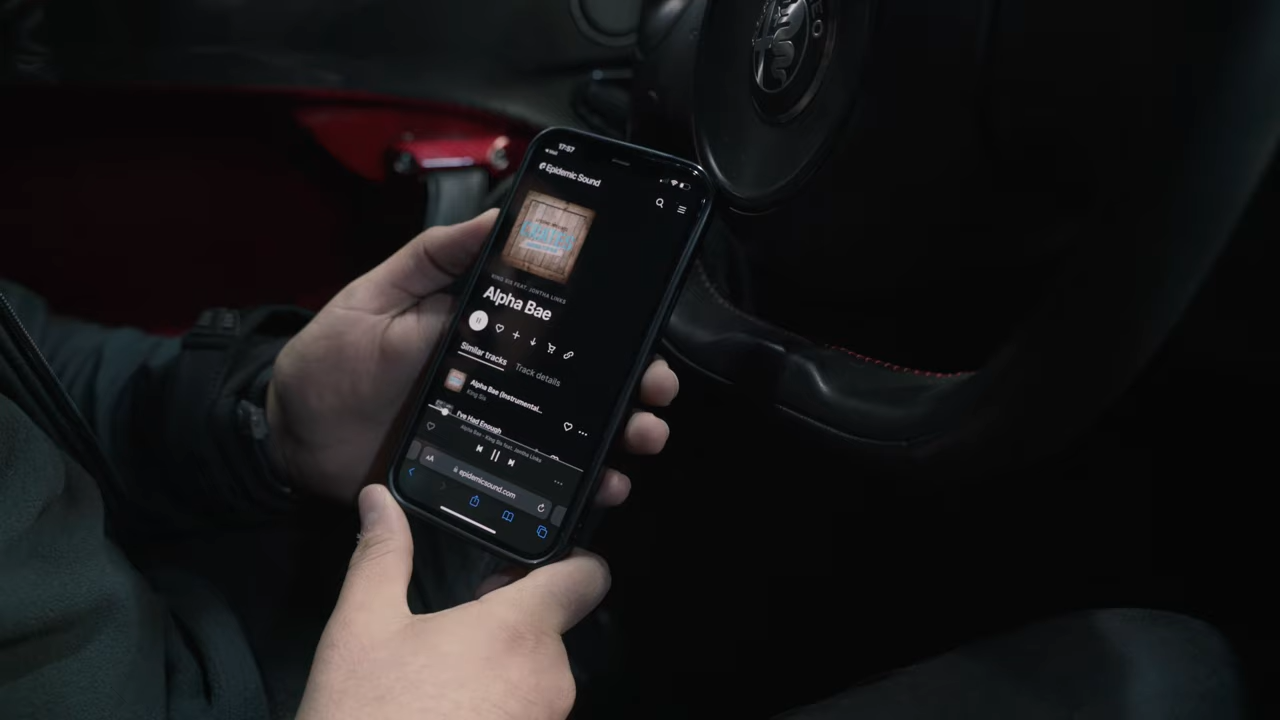 17:57
Epidemic Sound
KING SIS FEAT. JONTHA LINKS
Alpha Bae
Similar tracks
Track details
Alpha Bae (Instrumental...
King Sis
I've Had Enough
Alpha Bae - King Sis feat. Jontha Links
AA
epidemicsound.com